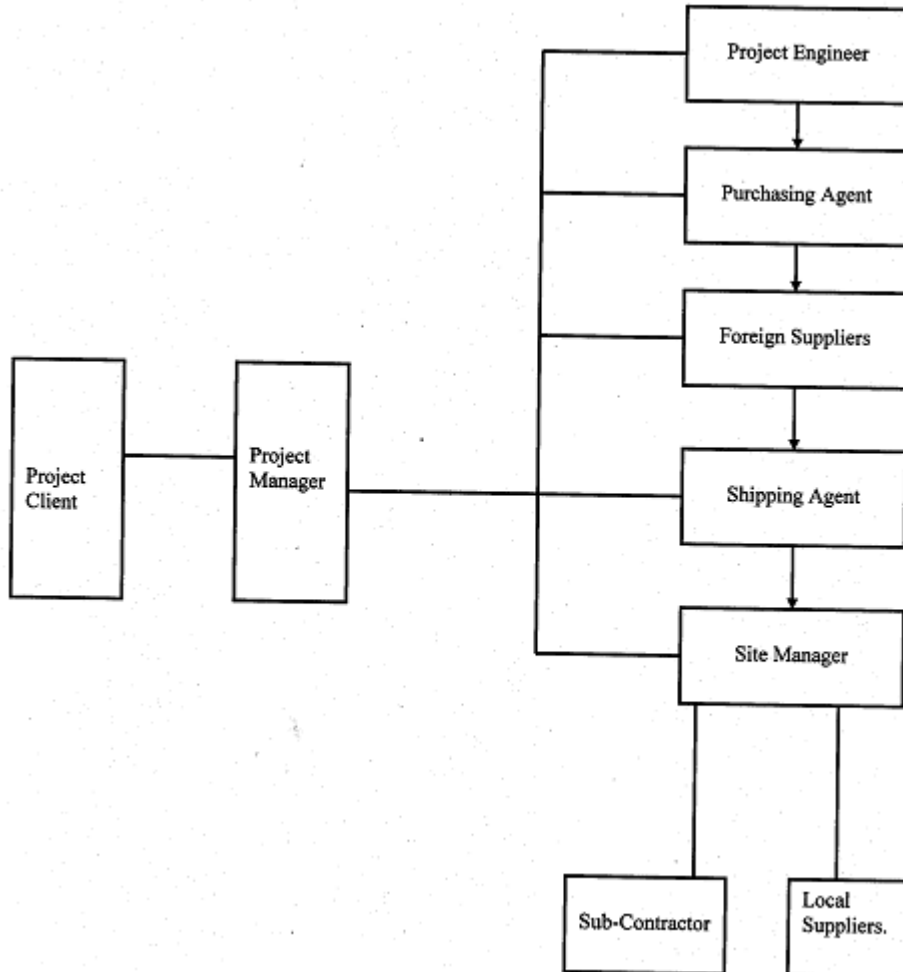 Project Engineer
Purchasing Agent
Foreign Suppliers
Project
Client
Project
Manager
Shipping Agent
Site Manager
Sub-Contractor
Local
Suppliers.